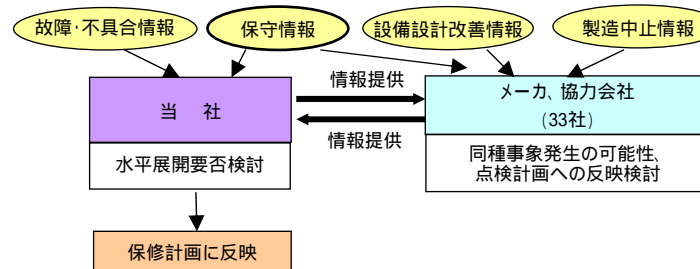 故障・不具合情報
保守情報
設備設計改善情報
製造中止情報
当　社
情報提供
メーカ、協力会社
(33社)
情報提供
水平展開要否検討
同種事象発生の可能性、
点検計画への反映検討
保修計画に反映